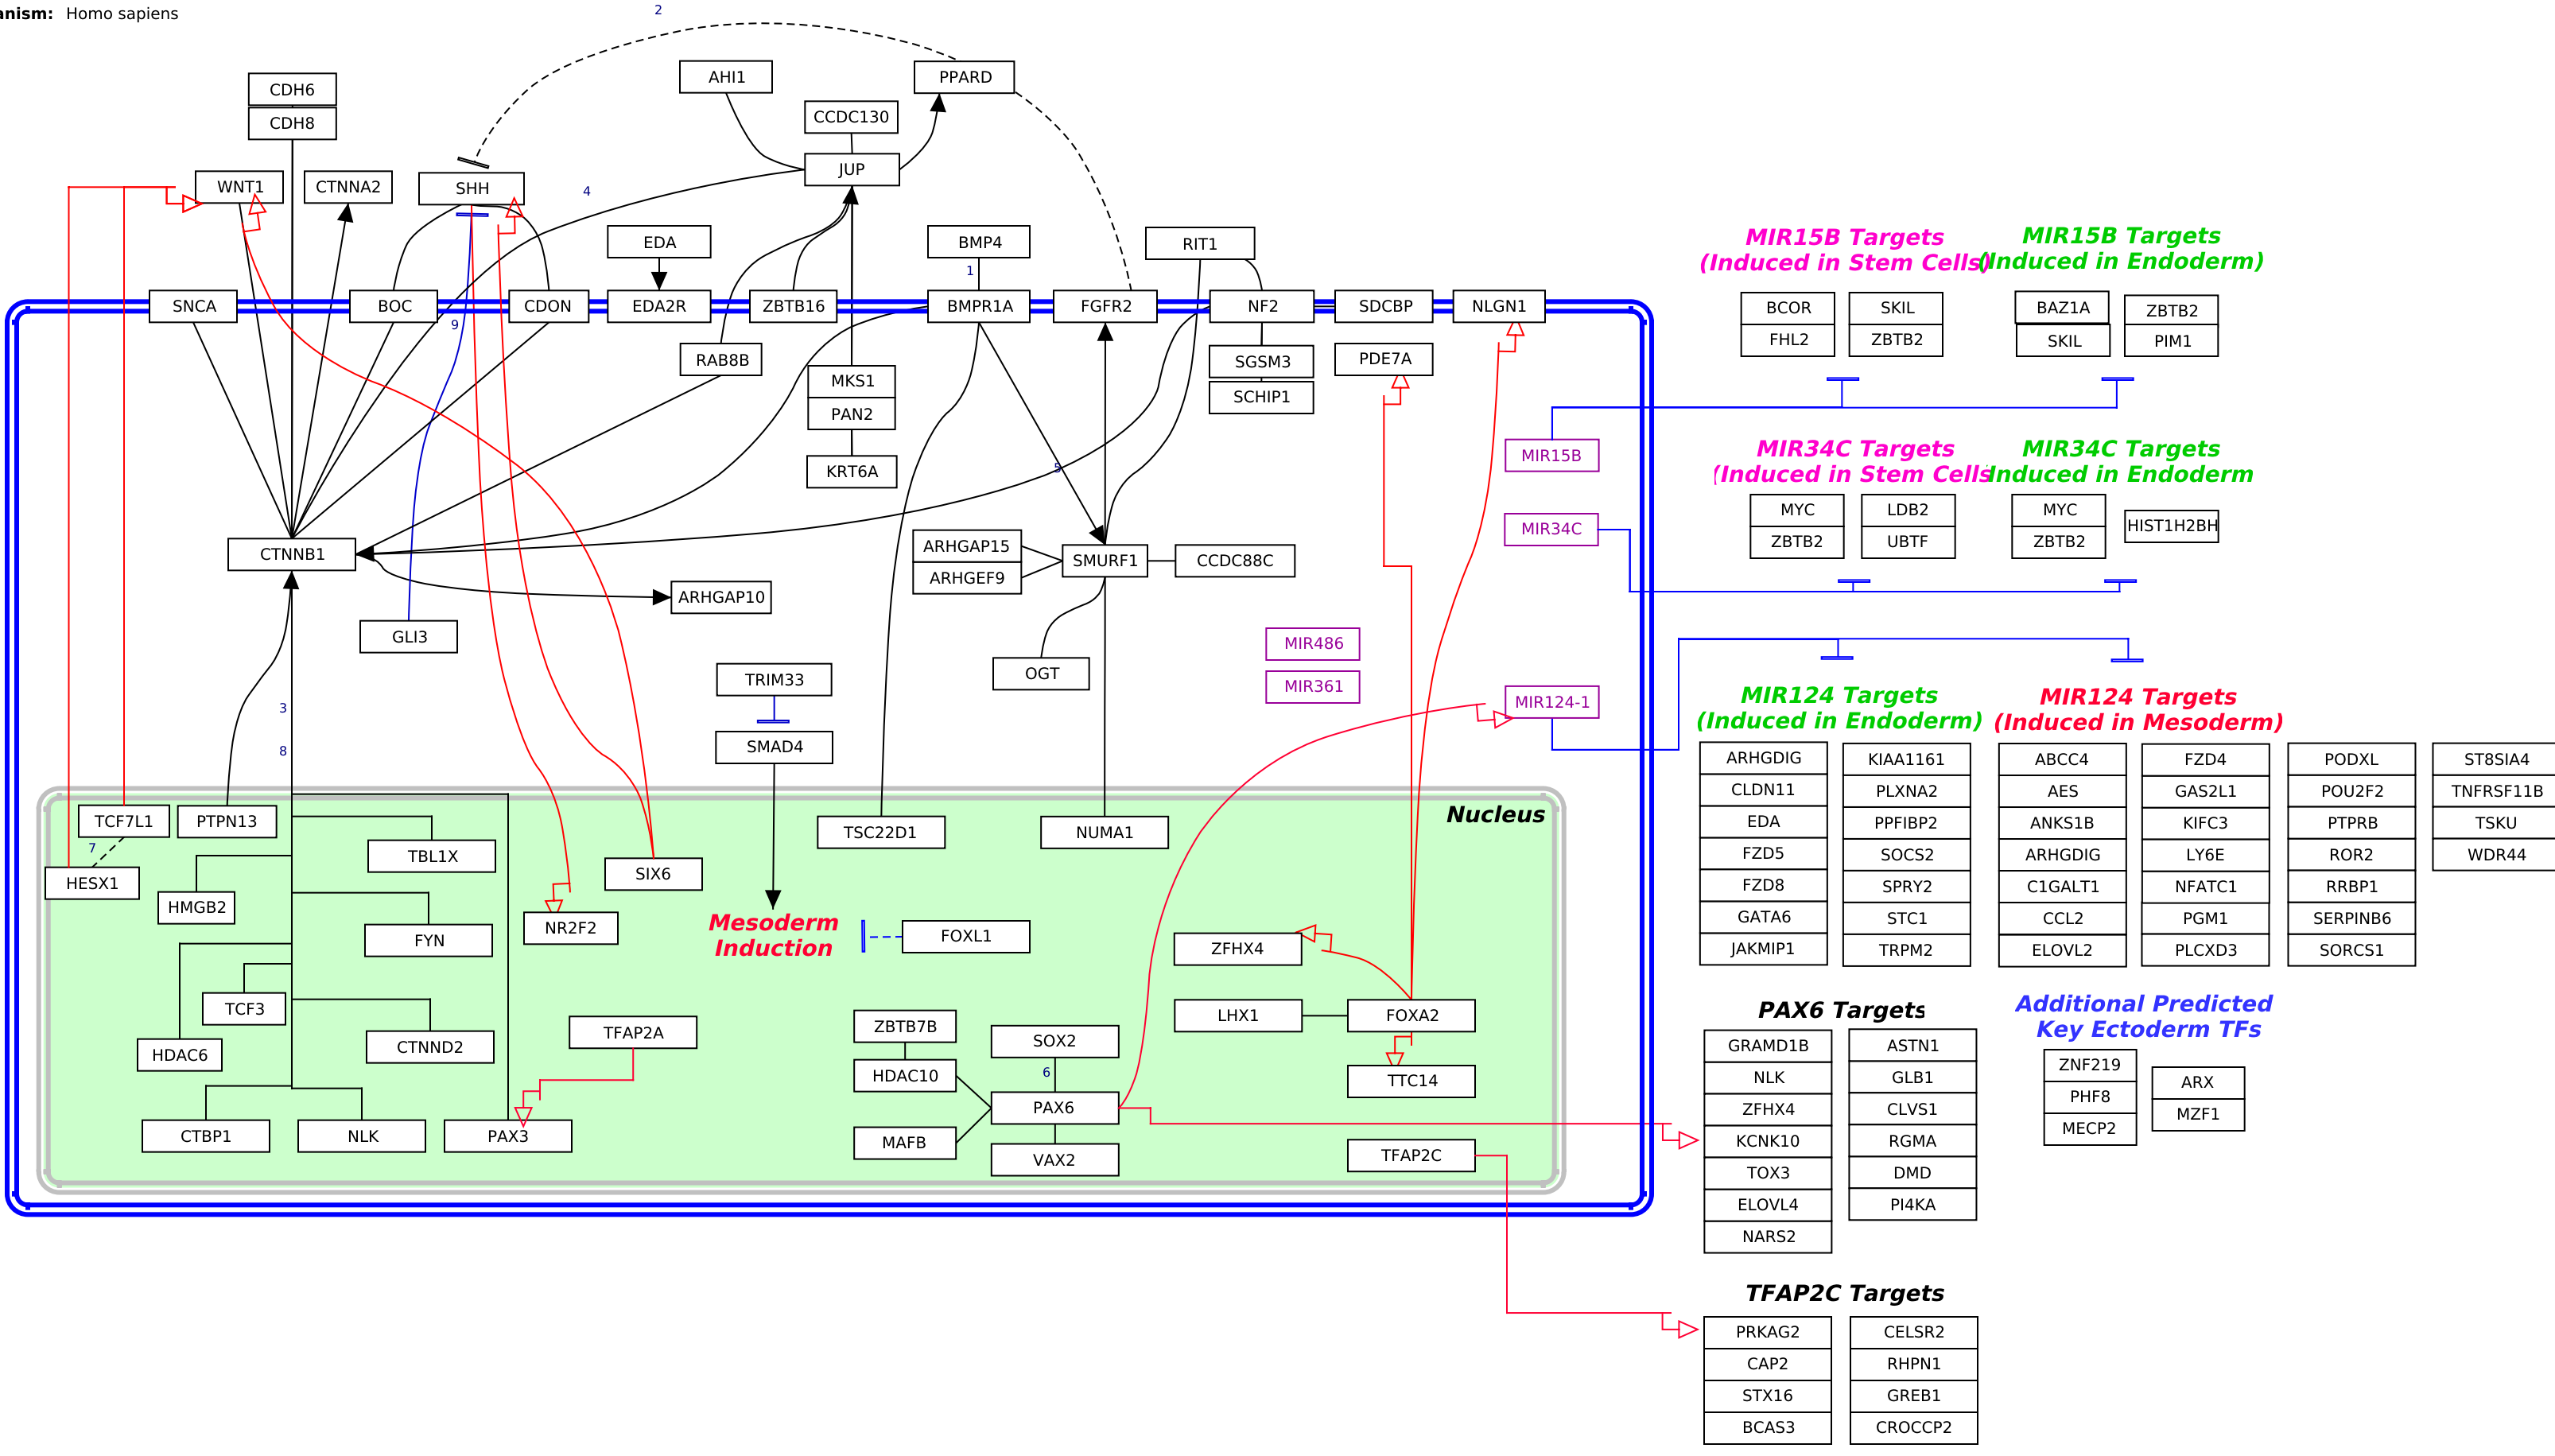 anism: Homo sapiens
2
AHI1
PPARD
CDH6
CCDC130
CDH8
JUP
WNT1
CTNNA2
SHH
4
EDA
BMP4
RIT1
1
SNCA
BOC
CDON
EDA2R
ZBTB16
BMPR1A
FGFR2
NF2
SDCBP
NLGN1
9
RAB8B
SGSM3
PDE7A
MKS1
SCHIP1
PAN2
KRT6A
5
MIR15B
MIR34C
CTNNB1
ARHGAP15
SMURF1
CCDC88C
ARHGEF9
ARHGAP10
GLI3
MIR486
OGT
TRIM33
MIR361
MIR124-1
3
SMAD4
8
Nucleus
TCF7L1
PTPN13
TSC22D1
NUMA1
7
TBL1X
HESX1
SIX6
HMGB2
NR2F2
Mesoderm
Induction
FOXL1
FYN
ZFHX4
TCF3
LHX1
FOXA2
TFAP2A
ZBTB7B
SOX2
HDAC6
CTNND2
HDAC10
6
TTC14
PAX6
CTBP1
NLK
PAX3
MAFB
VAX2
TFAP2C
MIR15B Targets
(Induced in Stem Cells)
BCOR
SKIL
FHL2
ZBTB2
MIR15B Targets
(Induced in Endoderm)
BAZ1A
ZBTB2
SKIL
PIM1
MIR34C Targets
(Induced in Stem Cells
MYC
LDB2
ZBTB2
UBTF
MIR34C Targets
Induced in Endoderm
MYC
HIST1H2BH
ZBTB2
MIR124 Targets
(Induced in Endoderm)
ARHGDIG
KIAA1161
CLDN11
PLXNA2
EDA
PPFIBP2
FZD5
SOCS2
FZD8
SPRY2
GATA6
STC1
JAKMIP1
TRPM2
MIR124 Targets
(Induced in Mesoderm)
ABCC4
FZD4
PODXL
ST8SIA4
AES
GAS2L1
POU2F2
TNFRSF11B
ANKS1B
KIFC3
PTPRB
TSKU
ARHGDIG
LY6E
ROR2
WDR44
C1GALT1
NFATC1
RRBP1
CCL2
PGM1
SERPINB6
ELOVL2
PLCXD3
SORCS1
PAX6 Targets
GRAMD1B
ASTN1
NLK
GLB1
ZFHX4
CLVS1
KCNK10
RGMA
TOX3
DMD
ELOVL4
PI4KA
NARS2
Additional Predicted
Key Ectoderm TFs
ZNF219
ARX
PHF8
MZF1
MECP2
TFAP2C Targets
PRKAG2
CELSR2
CAP2
RHPN1
STX16
GREB1
BCAS3
CROCCP2